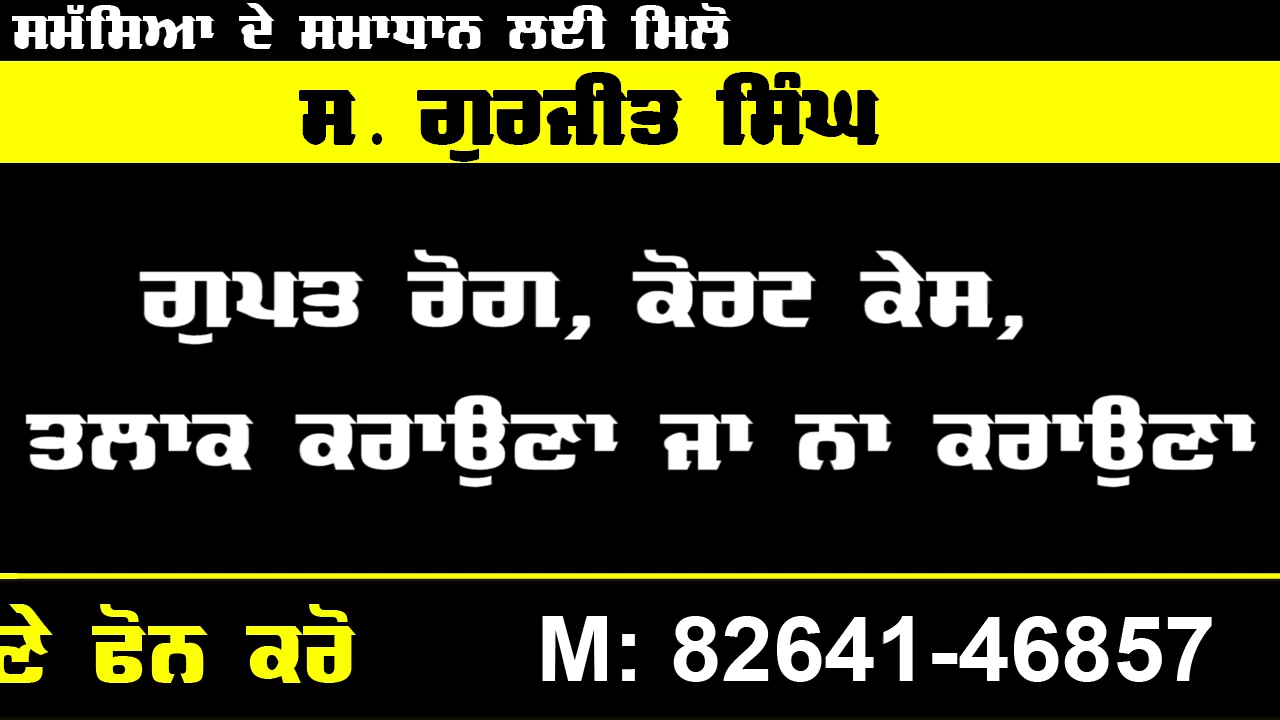 ਸਮੱਸਿਆ ਦੇ ਸਮਾਧਾਨ ਲਈ ਮਿਲੋ
ਸ. ਗੁਰਜੀਤ ਸਿੰਘ
ਗੁਪਤ ਰੋਗ, ਕੋਰਟ ਕੇਸ,
ਤਲਾਕ ਕਰਾਉਣਾ ਜਾ ਨਾ ਕਰਾਉਣਾ
ਫੋਨ ਕਰੋ M: 82641-46857